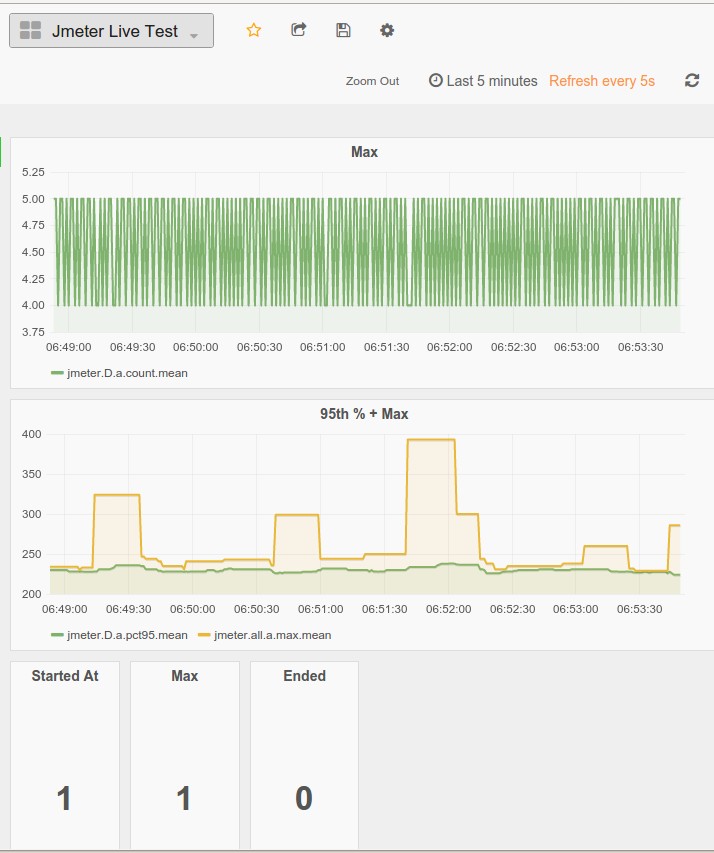 Jmeter Live Test
Zoom Out Last 5 minutes Refresh every 5s
Max
5.25
5.00
4.75
4.50
4.25
4.00
3.75
06:49:00 06:49:30 06:50:00 06:50:30 06:51:00 06:51:30 06:52:00 06:52:30 06:53:00 06:53:30
jmeter.D.a.count.mean
95th % + Max
400
350
300
250
200
06:49:00 06:49:30 06:50:00 06:50:30 06:51:00 06:51:30 06:52:00 06:52:30 06:53:00 06:53:30
jmeter.D.a.pct95.mean jmeter.all.a.max.mean
Started At Max Ended
1 1 0